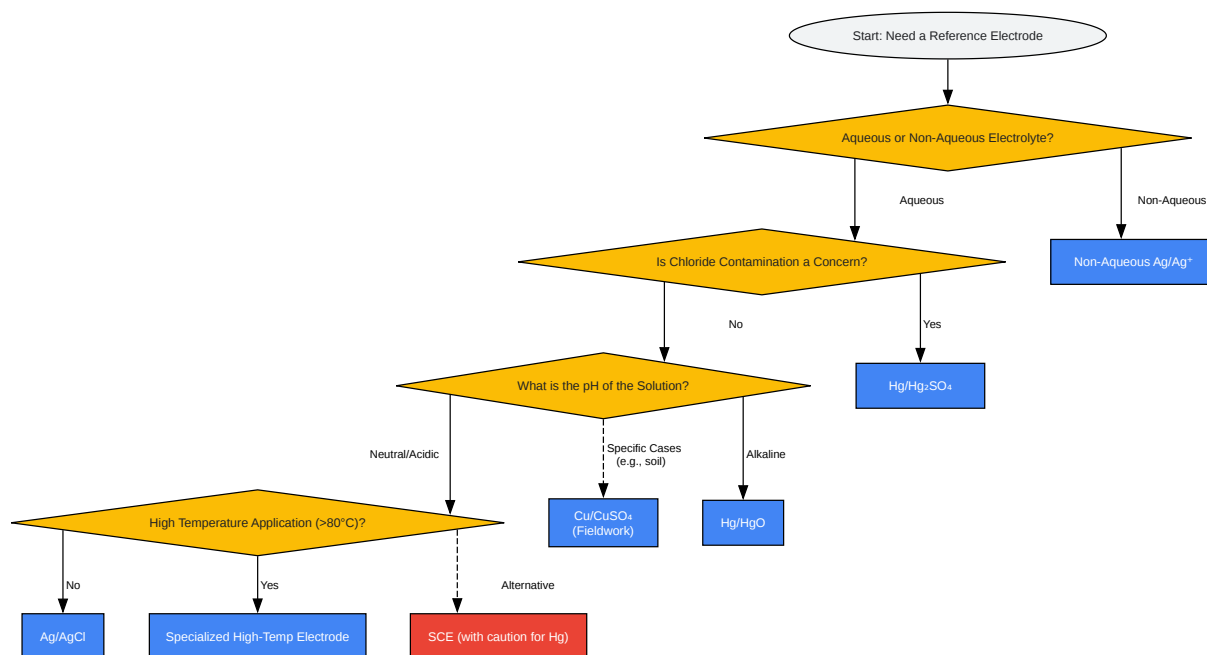 Start: Need a Reference Electrode
Aqueous or Non-Aqueous Electrolyte?
Aqueous
Non-Aqueous
Is Chloride Contamination a Concern?
Non-Aqueous Ag/Ag⁺
No
Yes
What is the pH of the Solution?
Hg/Hg₂SO₄
Neutral/Acidic
Specific Cases
(e.g., soil)
Alkaline
High Temperature Application (>80°C)?
Cu/CuSO₄
(Fieldwork)
Hg/HgO
No
Yes
Alternative
Ag/AgCl
Specialized High-Temp Electrode
SCE (with caution for Hg)